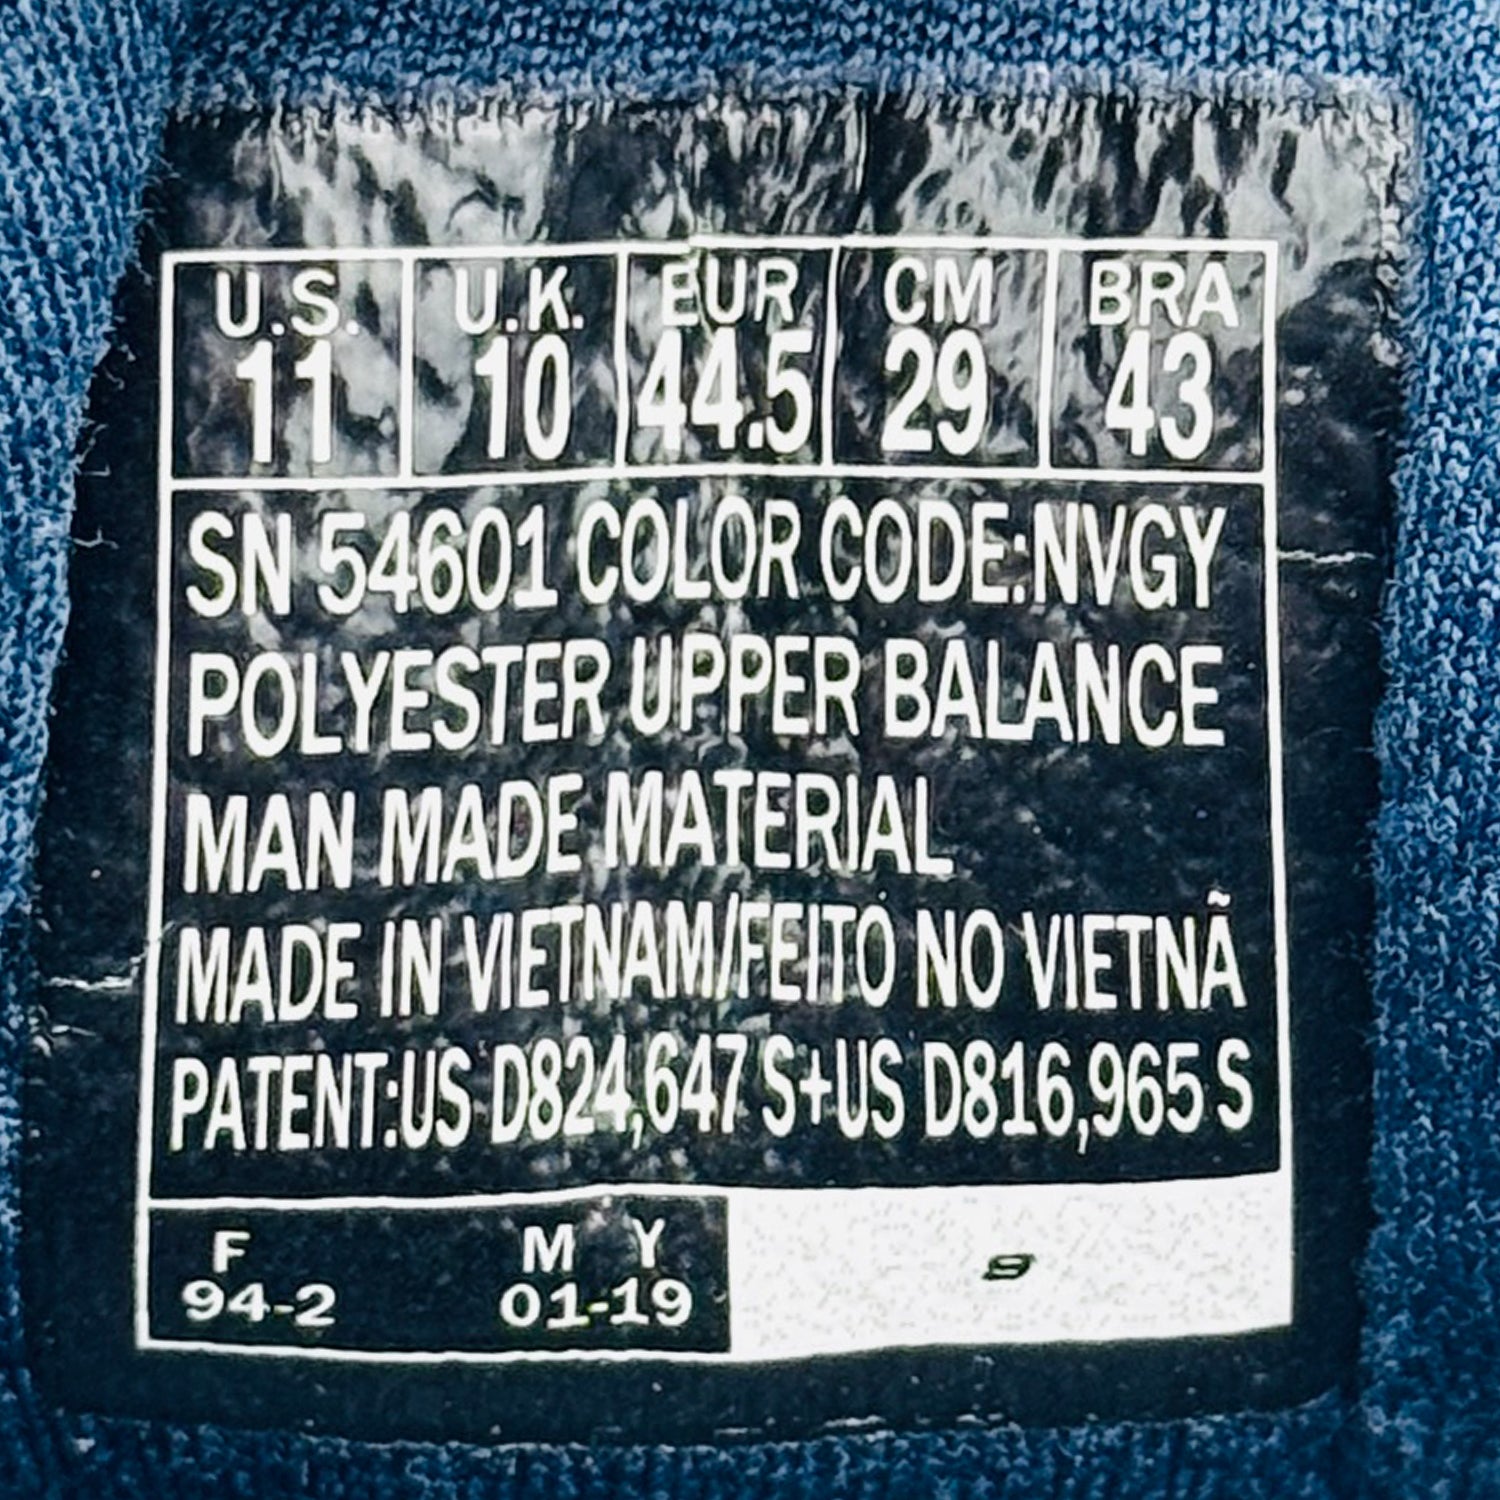 U.S. U.K. EUR CM BRA
11 10 44.5 29 43
SN 54601 COLOR CODE:NVGY
POLYESTER UPPER BALANCE
MAN MADE MATERIAL
MADE IN VIETNAM/FEITO NO VIETNÃ
PATENT:US D824,647 S+US D816,965 S
F M Y
94-2 01-19